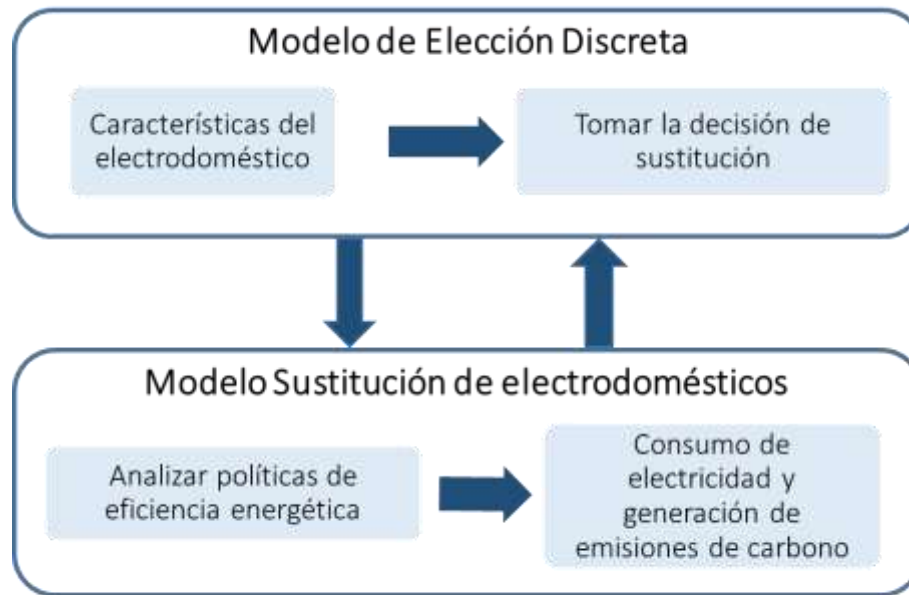 Modelo de Elección Discreta
Características del
electrodoméstico
Tomar la decisión de
sustitución
Modelo Sustitución de electrodomésticos
Analizar políticas de
eficiencia energética
Consumo de
electricidad y
generación de
emisiones de carbono